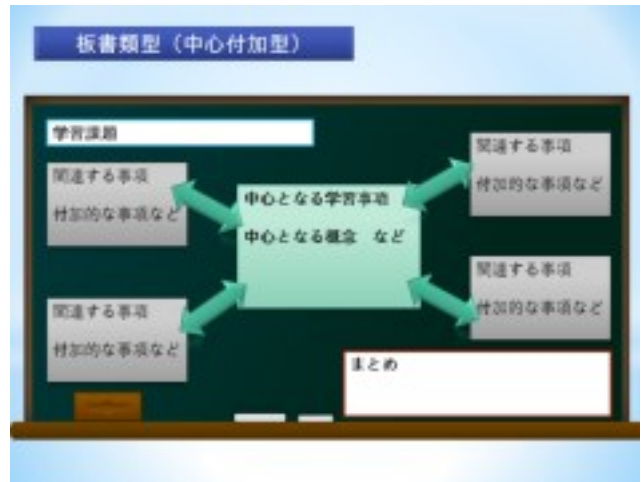 板書類型（中心付加型）
学習課題
関連する事項
付加的な事項など
中心となる学習事項
中心となる概念　など
関連する事項
付加的な事項など
関連する事項
付加的な事項など
関連する事項
付加的な事項など
まとめ